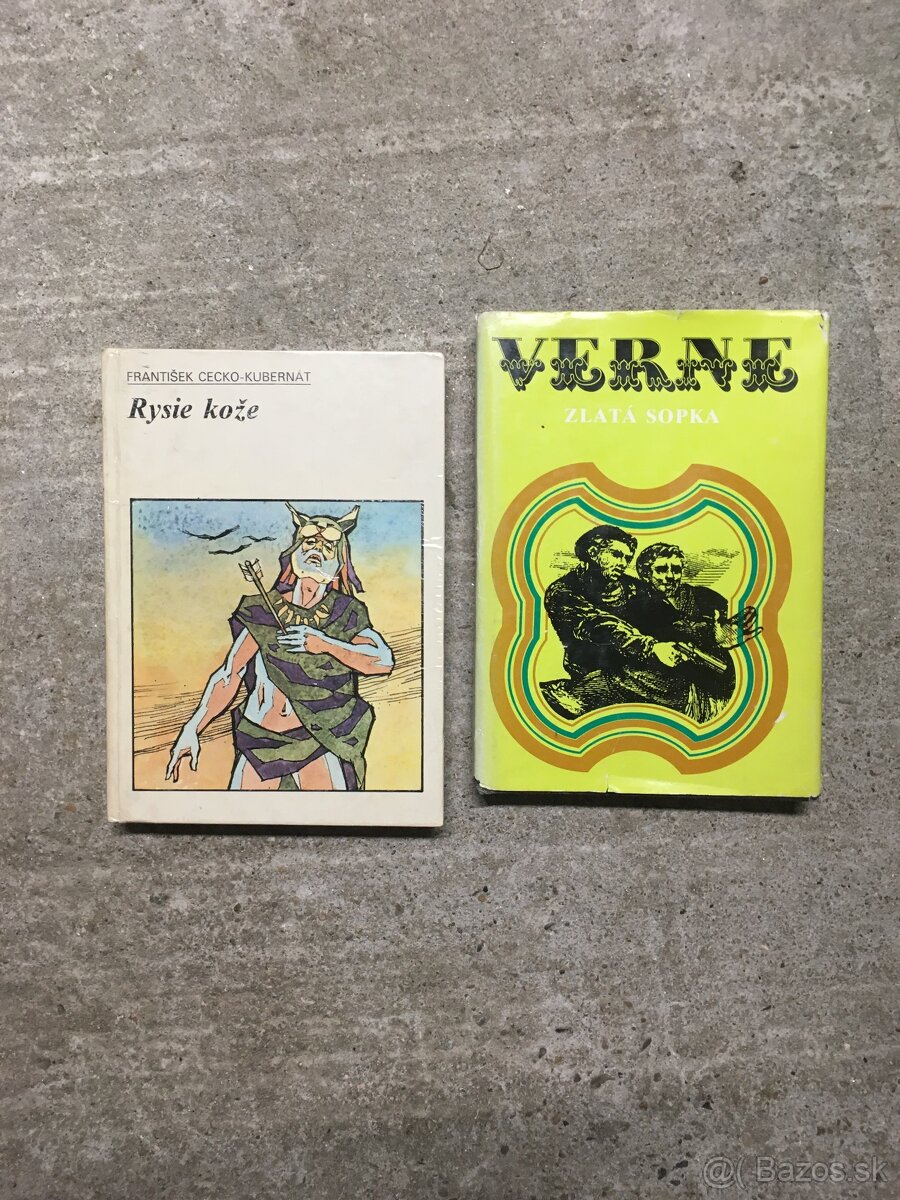 FRANTIŠEK CECKO-KUBERNÁT
Rysie kože
VERNE
ZLATÁ SOPKA
@( Bazos.sk